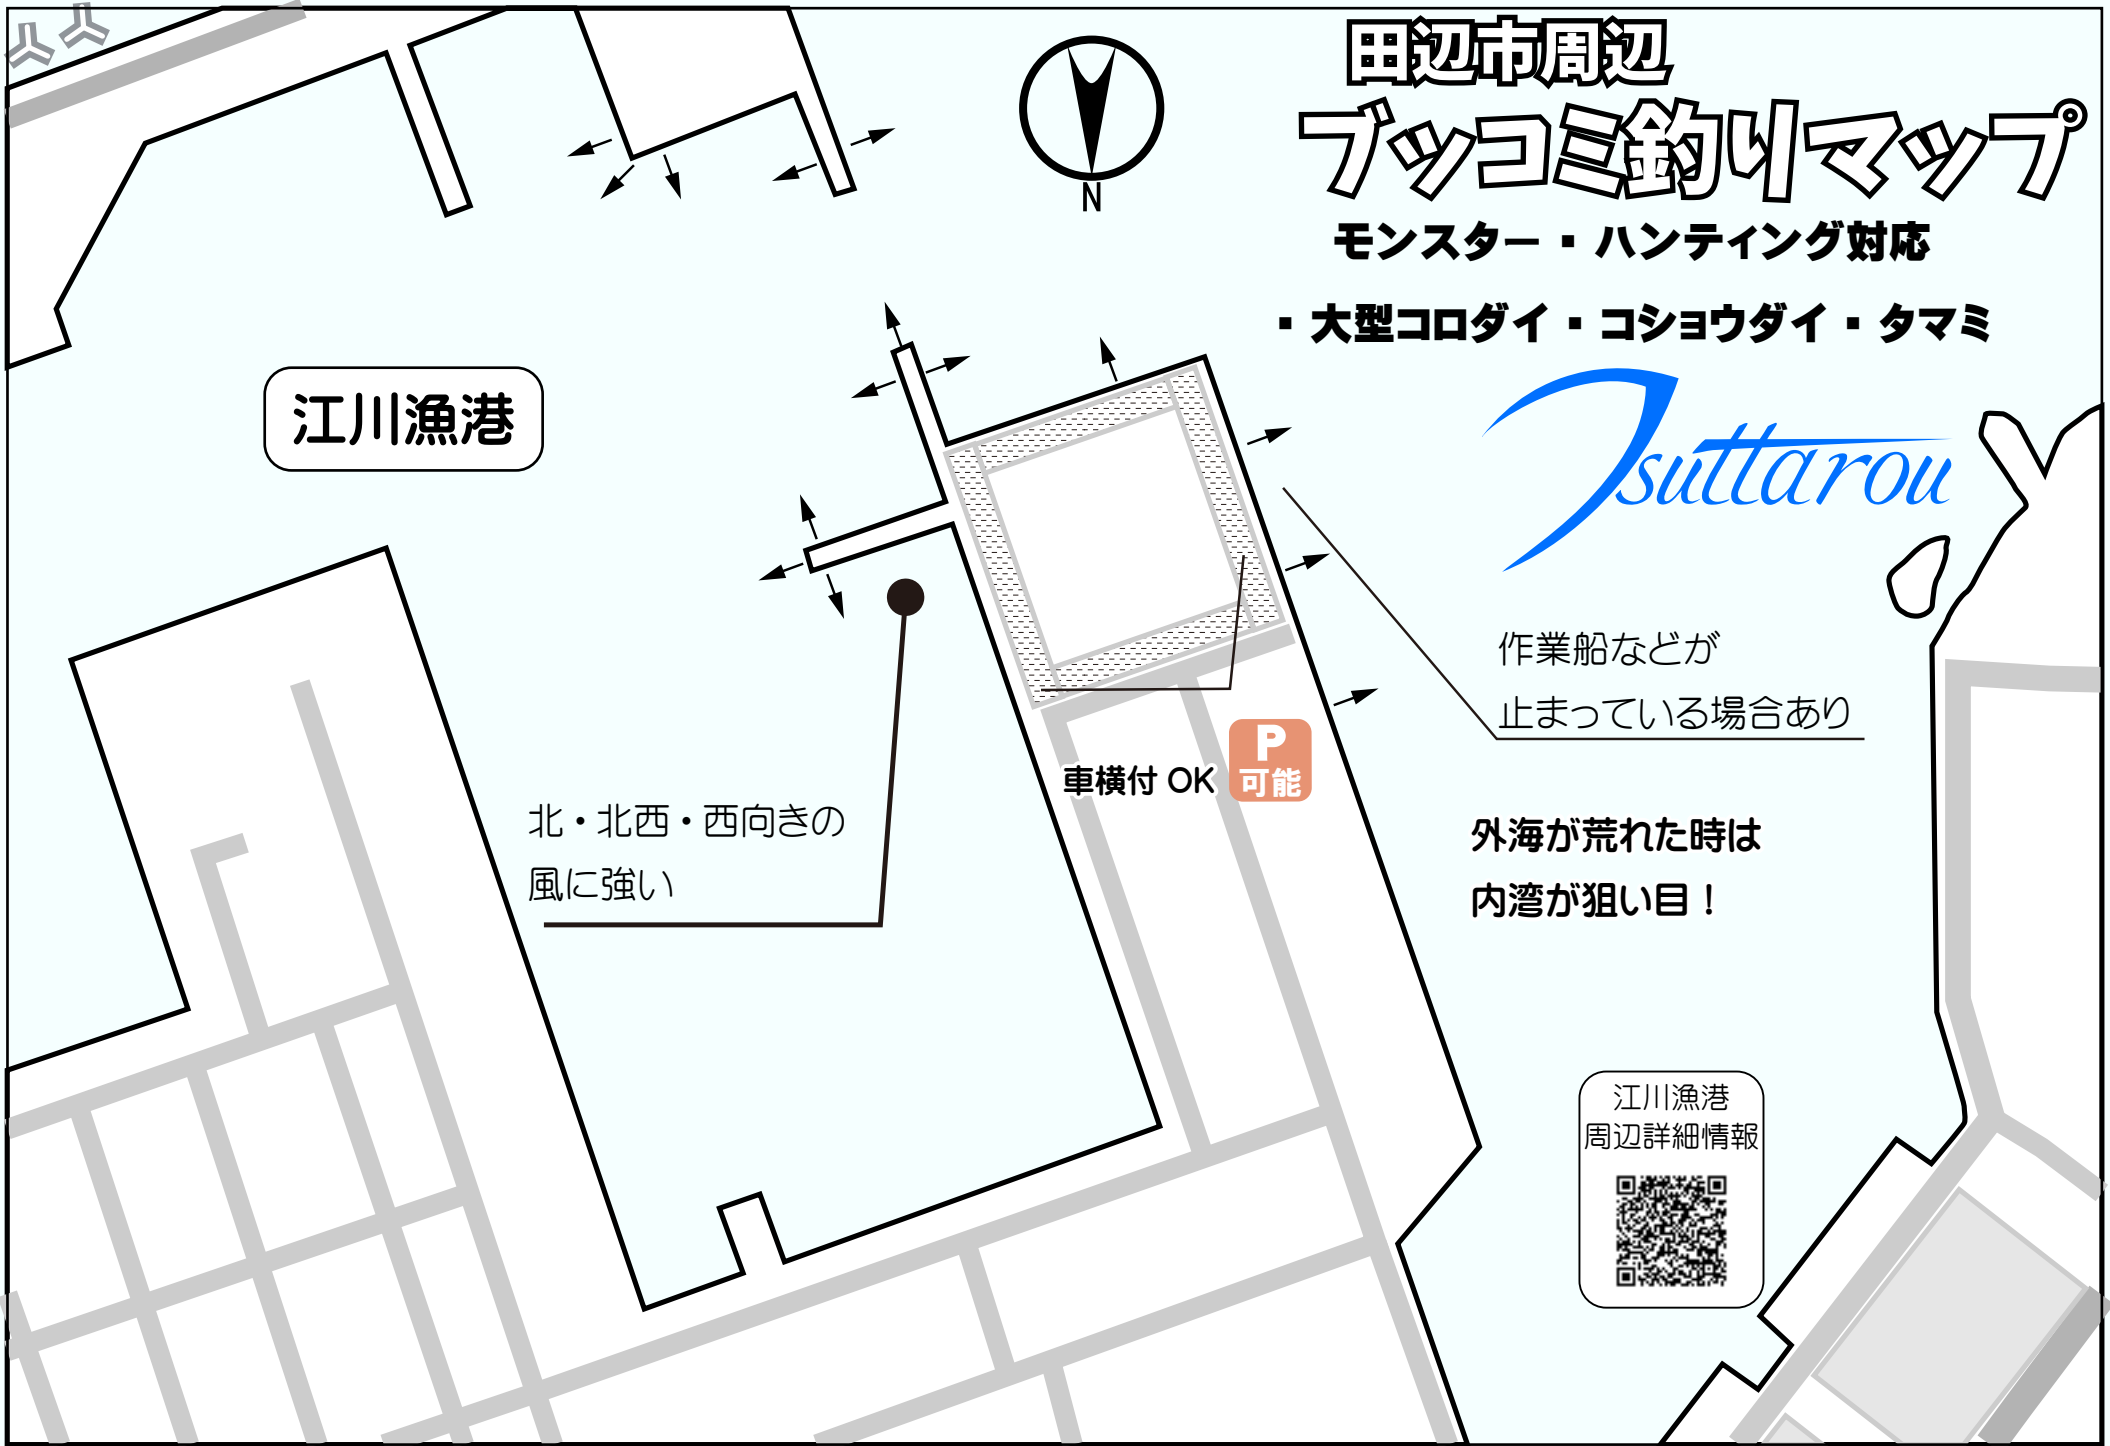 田辺市周辺
ブッコミ釣りマップ
モンスター・ハンティング対応
・大型コロダイ・コショウダイ・タマミ
Tsuttarou
N
江川漁港
作業船などが
止まっている場合あり
車横付 OK
P
可能
北・北西・西向きの
風に強い
外海が荒れた時は
内湾が狙い目！
江川漁港
周辺詳細情報